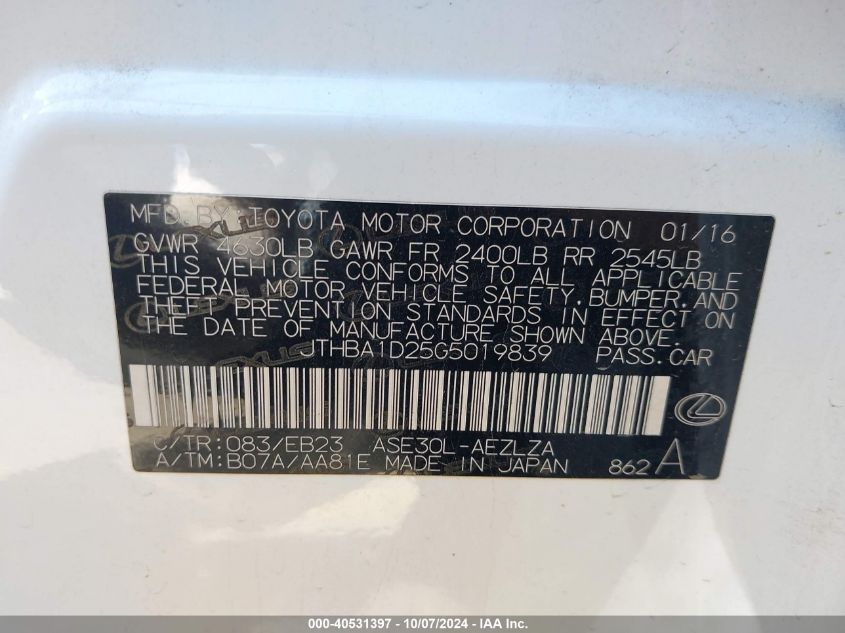 MFD. BY TOYOTA MOTOR CORPORATION 01/16
GVWR 4630LB GAWR FR 2400LB RR 2545LB
THIS VEHICLE CONFORMS TO ALL APPLICABLE
FEDERAL MOTOR VEHICLE SAFETY, BUMPER, AND
THEFT PREVENTION STANDARDS IN EFFECT ON
THE DATE OF MANUFACTURE SHOWN ABOVE.
JTHBA1D25G5019839 PASS.CAR
C/TR:083/EB23 ASE30L-AEZLZA
A/TM:B07A/AA81E MADE IN JAPAN 862 A
000-40531397 - 10/07/2024 - IAA Inc.